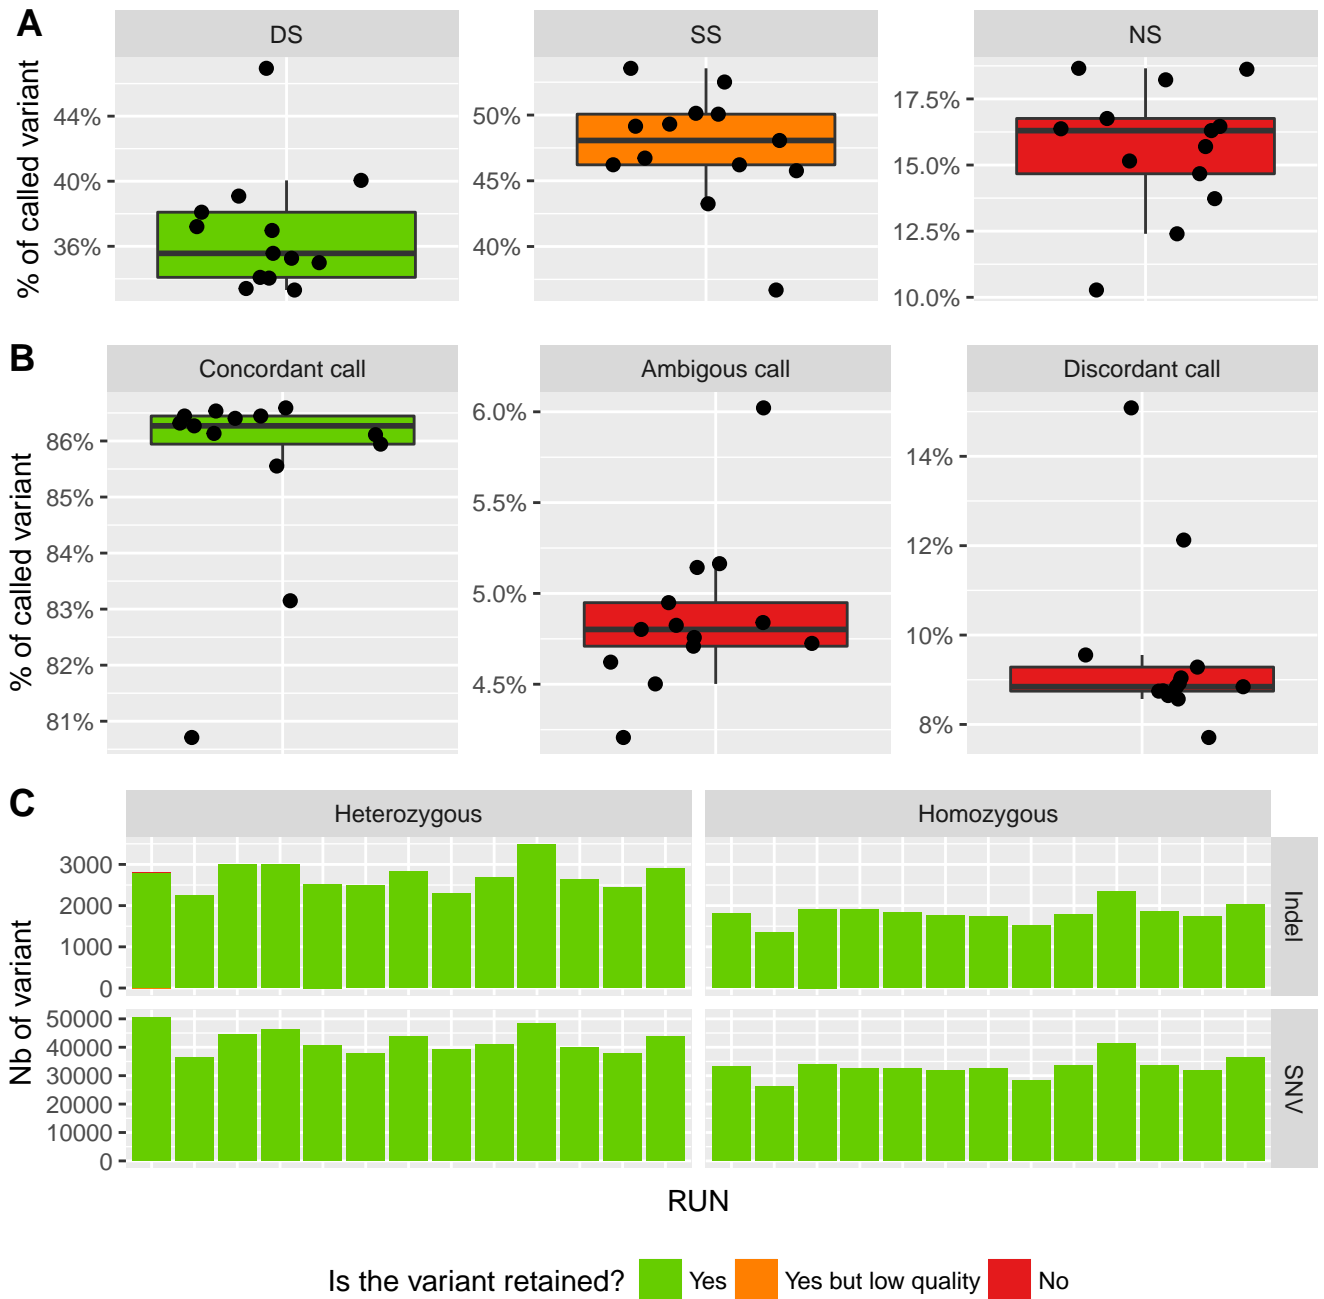 A
DS
SS
NS
% of called variant
44%
40%
36%
50%
45%
40%
17.5%
15.0%
12.5%
10.0%
B
Concordant call
Ambigous call
Discordant call
% of called variant
86%
85%
84%
83%
82%
81%
6.0%
5.5%
5.0%
4.5%
14%
12%
10%
8%
C
Heterozygous
Homozygous
Nb of variant
3000
2000
1000
0
Indel
50000
40000
30000
20000
10000
0
SNV
RUN
Is the variant retained? Yes Yes but low quality No